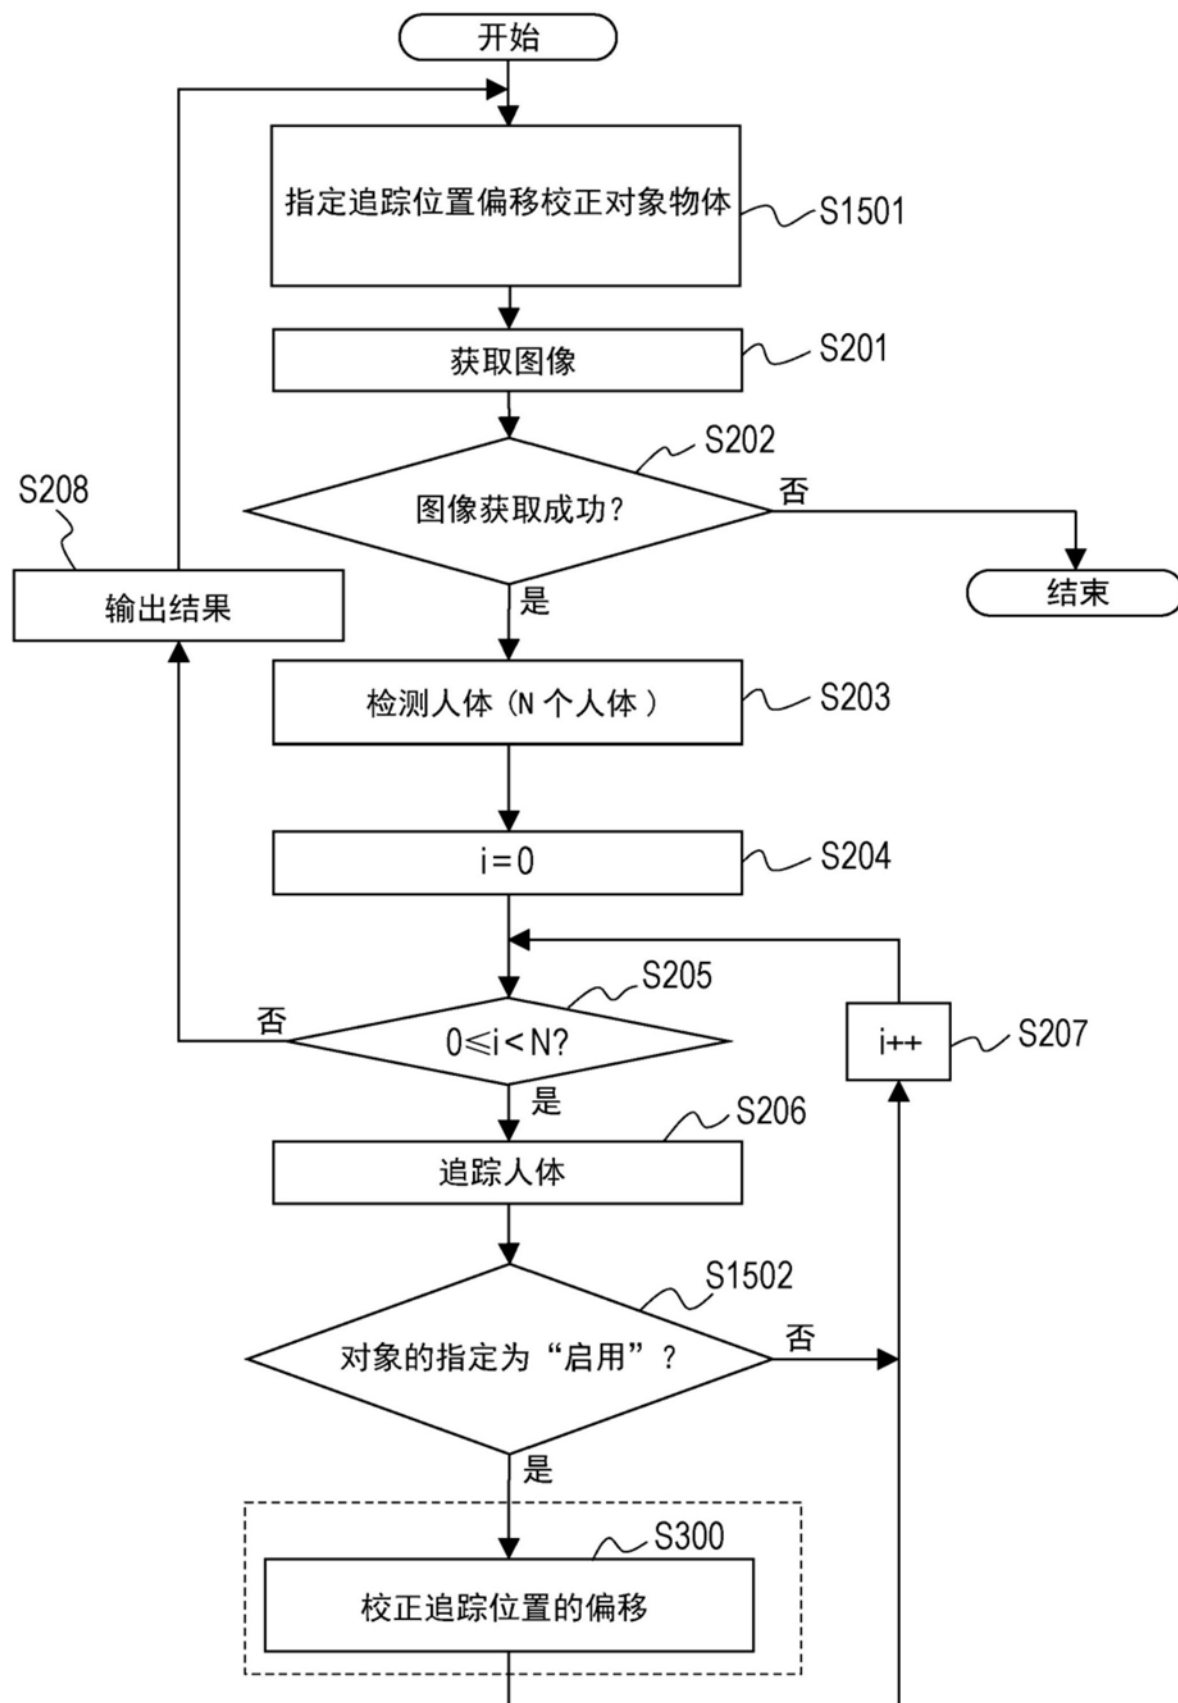 开始
指定追踪位置偏移校正对象物体
S1501
获取图像
S201
S202
图像获取成功?
否
S208
是
结束
输出结果
检测人体(N 个人体)
S203
i=0
S204
S205
否
0≤i<N?
i++
S207
是
S206
追踪人体
S1502
对象的指定为“启用”?
否
是
S300
校正追踪位置的偏移